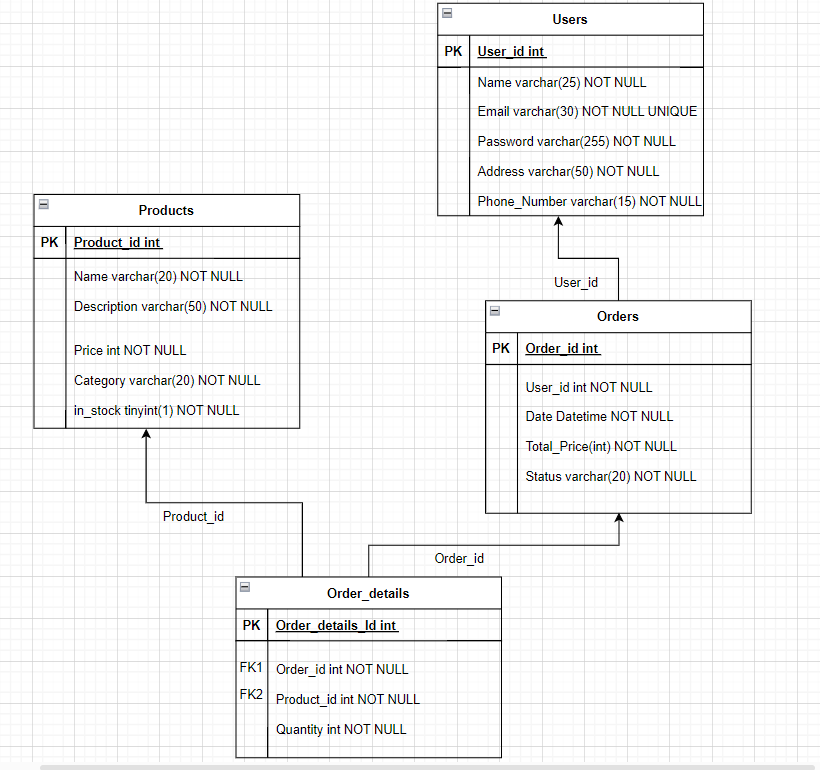 Users
PK User_id int
Name varchar(25) NOT NULL
Email varchar(30) NOT NULL UNIQUE
Password varchar(255) NOT NULL
Address varchar(50) NOT NULL
Phone_Number varchar(15) NOT NULL
Products
PK Product_id int
Name varchar(20) NOT NULL
Description varchar(50) NOT NULL
Price int NOT NULL
Category varchar(20) NOT NULL
in_stock tinyint(1) NOT NULL
User_id
Orders
PK Order_id int
User_id int NOT NULL
Date Datetime NOT NULL
Total_Price(int) NOT NULL
Status varchar(20) NOT NULL
Product_id
Order_id
Order_details
PK Order_details_Id int
FK1 Order_id int NOT NULL
FK2 Product_id int NOT NULL
Quantity int NOT NULL